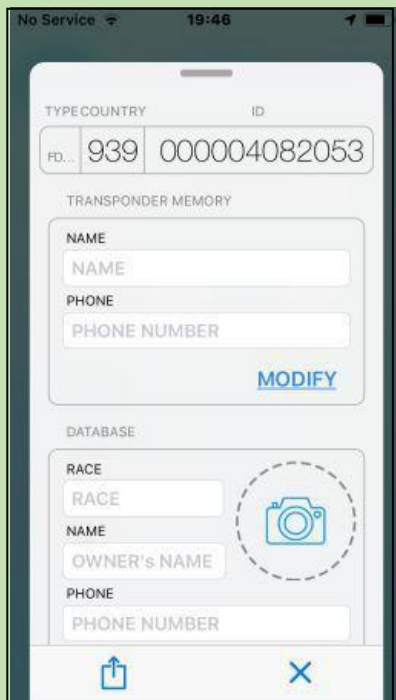 No Service 19:46
TYPE COUNTRY ID
FD... 939 000004082053
TRANSPONDER MEMORY
NAME
NAME
PHONE
PHONE NUMBER
MODIFY
DATABASE
RACE
RACE
NAME
OWNER's NAME
PHONE
PHONE NUMBER